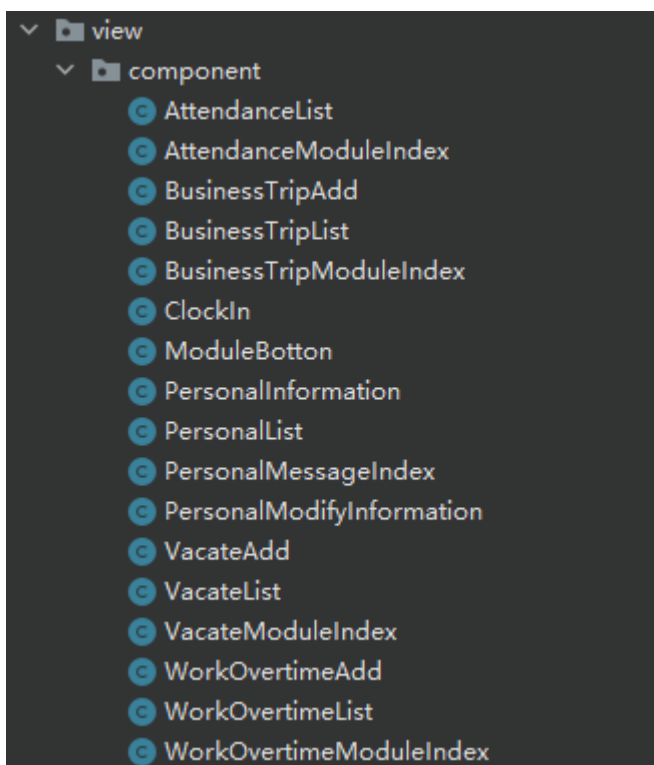 view
component
AttendanceList
AttendanceModuleIndex
BusinessTripAdd
BusinessTripList
BusinessTripModuleIndex
ClockIn
ModuleBotton
PersonalInformation
PersonalList
PersonalMessageIndex
PersonalModifyInformation
VacateAdd
VacateList
VacateModuleIndex
WorkOvertimeAdd
WorkOvertimeList
WorkOvertimeModuleIndex